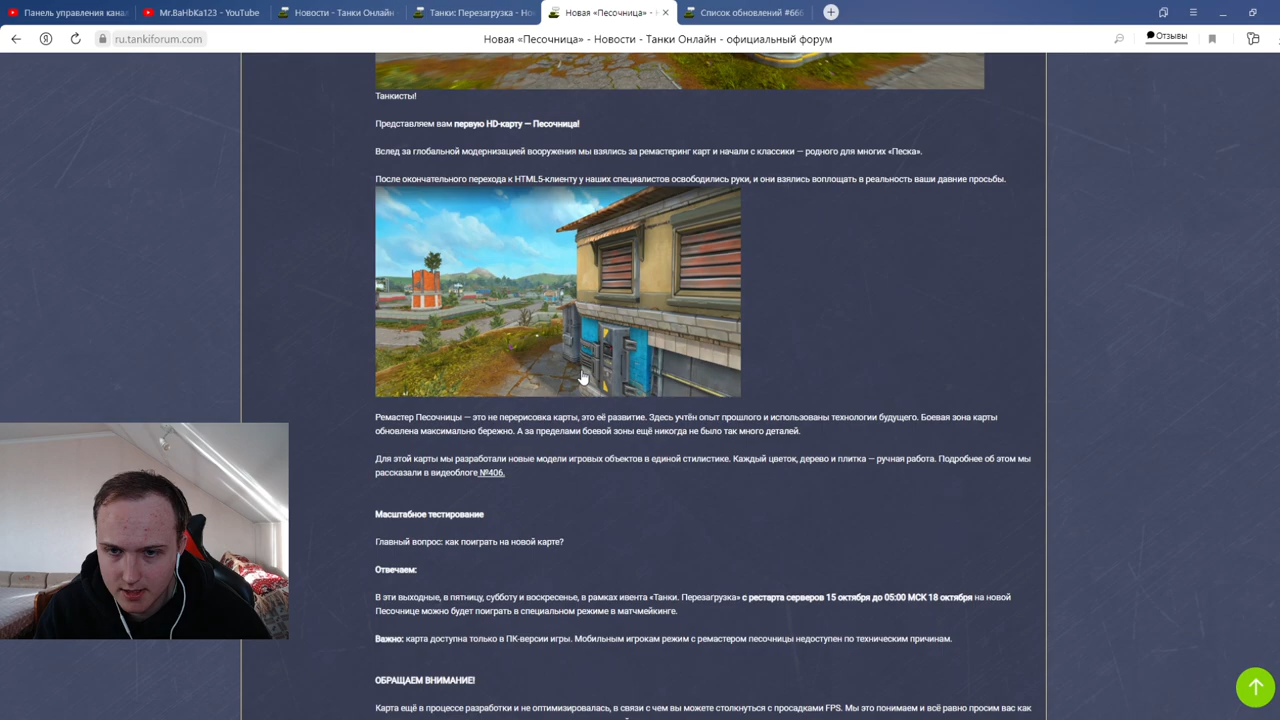 Панель управления канал
Mr.BaHbKa123 - YouTube
Новости - Танки Онлайн
Танки: Перезагрузка - Но
Новая «Песочница» - Н
Список обновлений #666
ru.tankiforum.com
Новая «Песочница» - Новости - Танки Онлайн - официальный форум
Отзывы
Танкисты!
Представляем вам первую HD-карту — Песочница!
Вслед за глобальной модернизацией вооружения мы взялись за ремастеринг карт и начали с классики — родного для многих «Песка».
После окончательного перехода к HTML5-клиенту у наших специалистов освободились руки, и они взялись воплощать в реальность ваши давние просьбы.
Ремастер Песочницы — это не перерисовка карты, это её развитие. Здесь учтён опыт прошлого и использованы технологии будущего. Боевая зона карты
обновлена максимально бережно. А за пределами боевой зоны ещё никогда не было так много деталей.
Для этой карты мы разработали новые модели игровых объектов в единой стилистике. Каждый цветок, дерево и плитка — ручная работа. Подробнее об этом мы
рассказали в видеоблоге №406.
Масштабное тестирование
Главный вопрос: как поиграть на новой карте?
Отвечаем:
В эти выходные, в пятницу, субботу и воскресенье, в рамках ивента «Танки. Перезагрузка» с рестарта серверов 15 октября до 05:00 МСК 18 октября на новой
Песочнице можно будет поиграть в специальном режиме в матчмейкинге.
Важно: карта доступна только в ПК-версии игры. Мобильным игрокам режим с ремастером песочницы недоступен по техническим причинам.
ОБРАЩАЕМ ВНИМАНИЕ!
Карта ещё в процессе разработки и не оптимизировалась, в связи с чем вы можете столкнуться с просадками FPS. Мы это понимаем и всё равно просим вас как